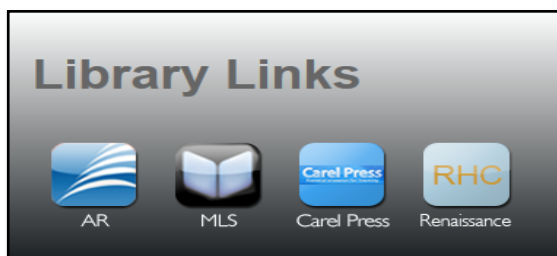 Library Links
Carel Press
RHC
AR
MLS
Carel Press
Renaissance